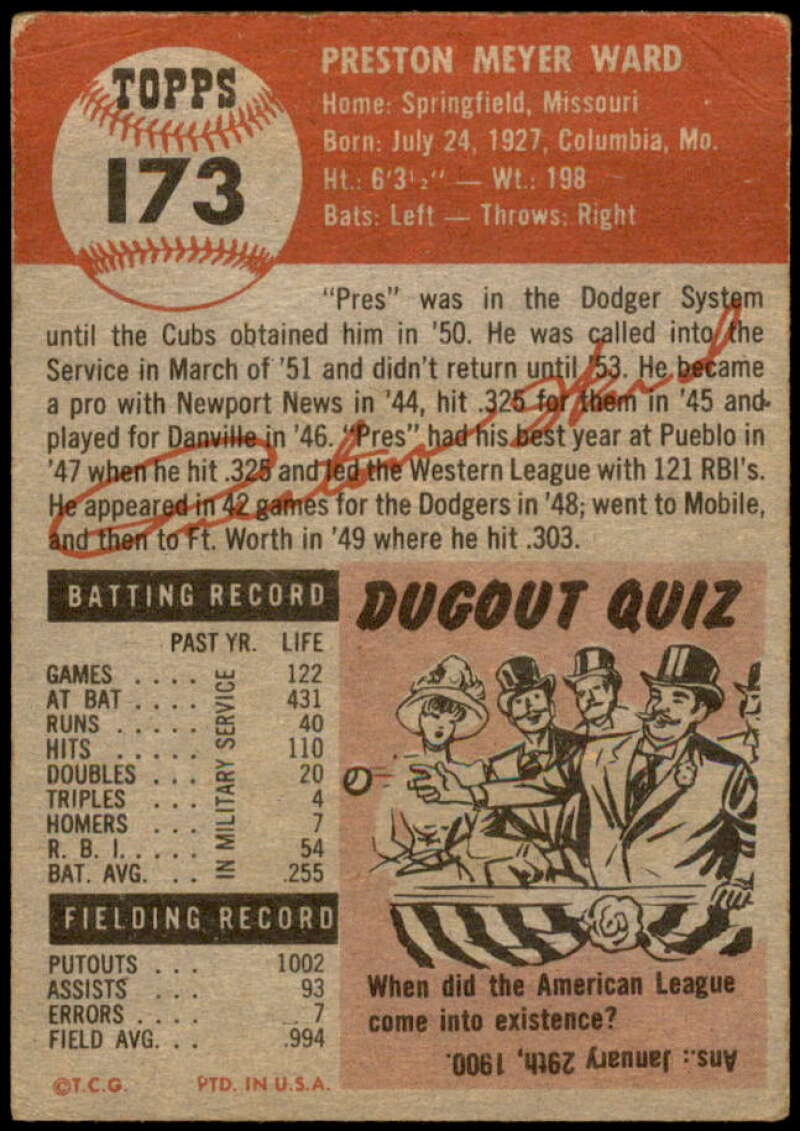 TOPPS
173
PRESTON MEYER WARD
Home: Springfield, Missouri
Born: July 24, 1927, Columbia, Mo.
Ht.: 6'3½" — Wt.: 198
Bats: Left — Throws: Right
"Pres" was in the Dodger System
until the Cubs obtained him in '50. He was called into the
Service in March of '51 and didn't return until '53. He became
a pro with Newport News in '44, hit .325 for them in '45 and
played for Danville in '46. "Pres" had his best year at Pueblo in
'47 when he hit .325 and led the Western League with 121 RBI's.
He appeared in 42 games for the Dodgers in '48; went to Mobile,
and then to Ft. Worth in '49 where he hit .303.
Preston Ward
BATTING RECORD
PAST YR. LIFE
GAMES .... 122
AT BAT .... 431
RUNS ..... 40
HITS ..... 110
DOUBLES ... 20
TRIPLES ... 4
HOMERS ... 7
R. B. I. .... 54
BAT. AVG. .. .255
IN MILITARY SERVICE
FIELDING RECORD
PUTOUTS ... 1002
ASSISTS ... 93
ERRORS .... 7
FIELD AVG. .. .994
©T.C.G. PTD. IN U.S.A.
DUGOUT QUIZ
When did the American League
come into existence?
Ans.: January 29th, 1900.